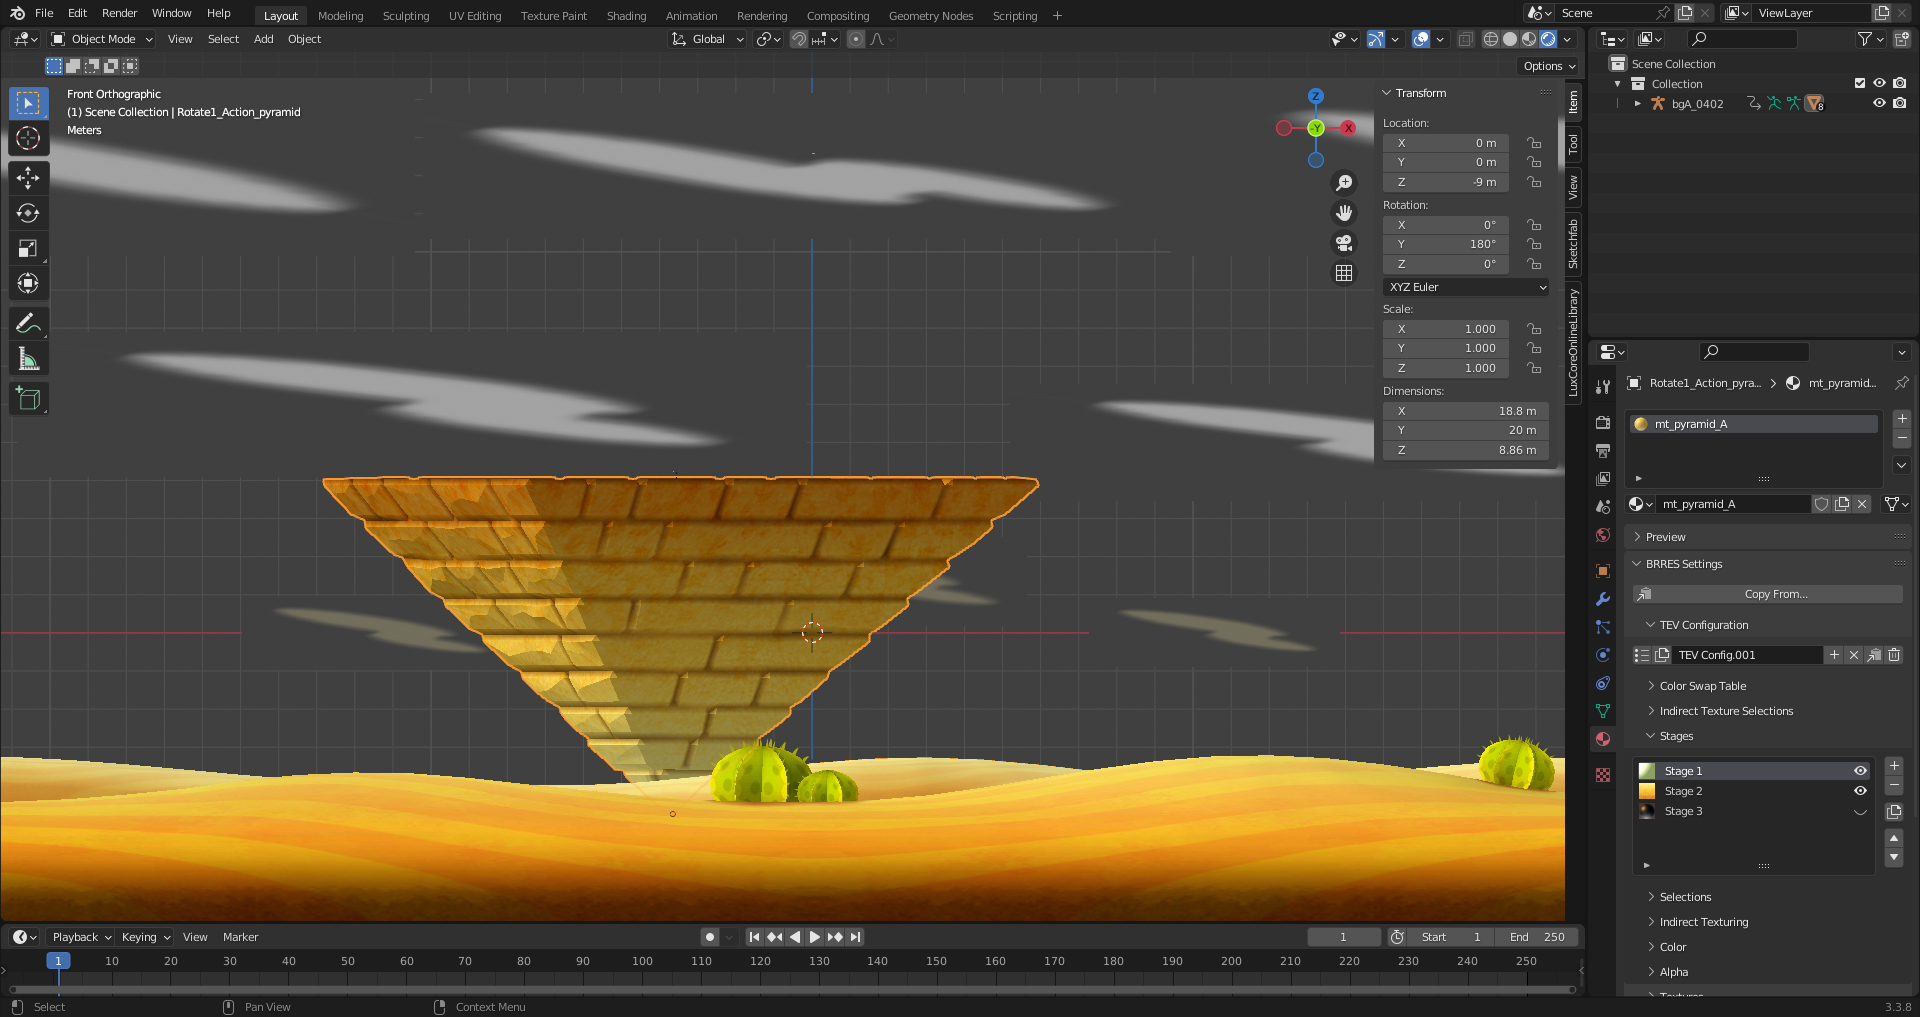 File Edit Render Window Help Layout Modeling Sculpting UV Editing Texture Paint Shading Animation Rendering Compositing Geometry Nodes Scripting + Scene ViewLayer
Object Mode View Select Add Object Global
Options
Front Orthographic
(1) Scene Collection | Rotate1_Action_pyramid
Meters
Z
-Y
X
Transform
Location:
X 0 m
Y 0 m
Z -9 m
Rotation:
X 0°
Y 180°
Z 0°
XYZ Euler
Scale:
X 1.000
Y 1.000
Z 1.000
Dimensions:
X 18.8 m
Y 20 m
Z 8.86 m
Item
Tool
View
Sketchfab
LuxCoreOnlineLibrary
Scene Collection
Collection
bgA_0402 8
Rotate1_Action_pyra... mt_pyramid...
mt_pyramid_A
mt_pyramid_A
Preview
BRRES Settings
Copy From...
TEV Configuration
TEV Config.001
Color Swap Table
Indirect Texture Selections
Stages
Stage 1
Stage 2
Stage 3
Selections
Indirect Texturing
Color
Alpha
Textures
Playback Keying View Marker 1 Start 1 End 250
1 10 20 30 40 50 60 70 80 90 100 110 120 130 140 150 160 170 180 190 200 210 220 230 240 250
Select Pan View Context Menu 3.3.8